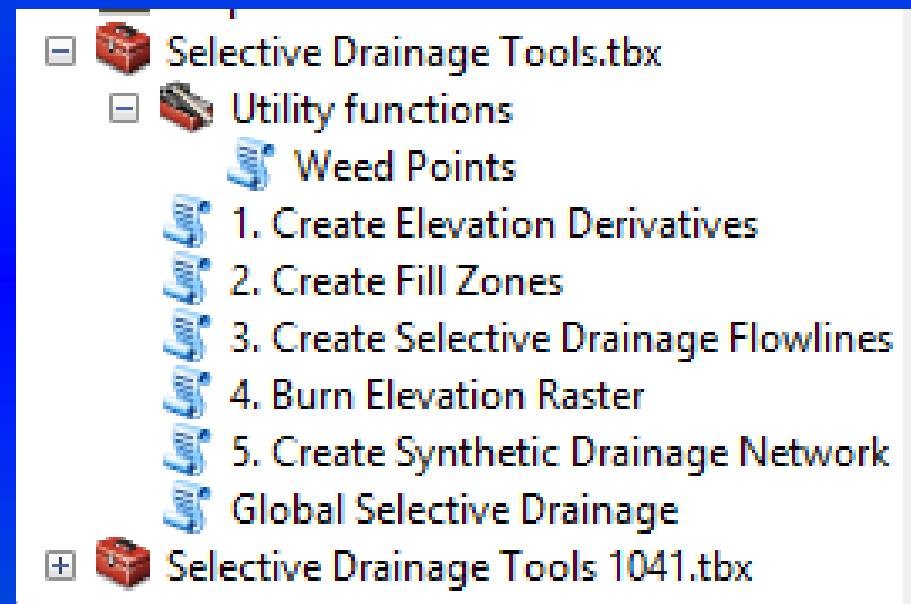 Selective Drainage Tools.tbx
Utility functions
Weed Points
1. Create Elevation Derivatives
2. Create Fill Zones
3. Create Selective Drainage Flowlines
4. Burn Elevation Raster
5. Create Synthetic Drainage Network
Global Selective Drainage
Selective Drainage Tools 1041.tbx